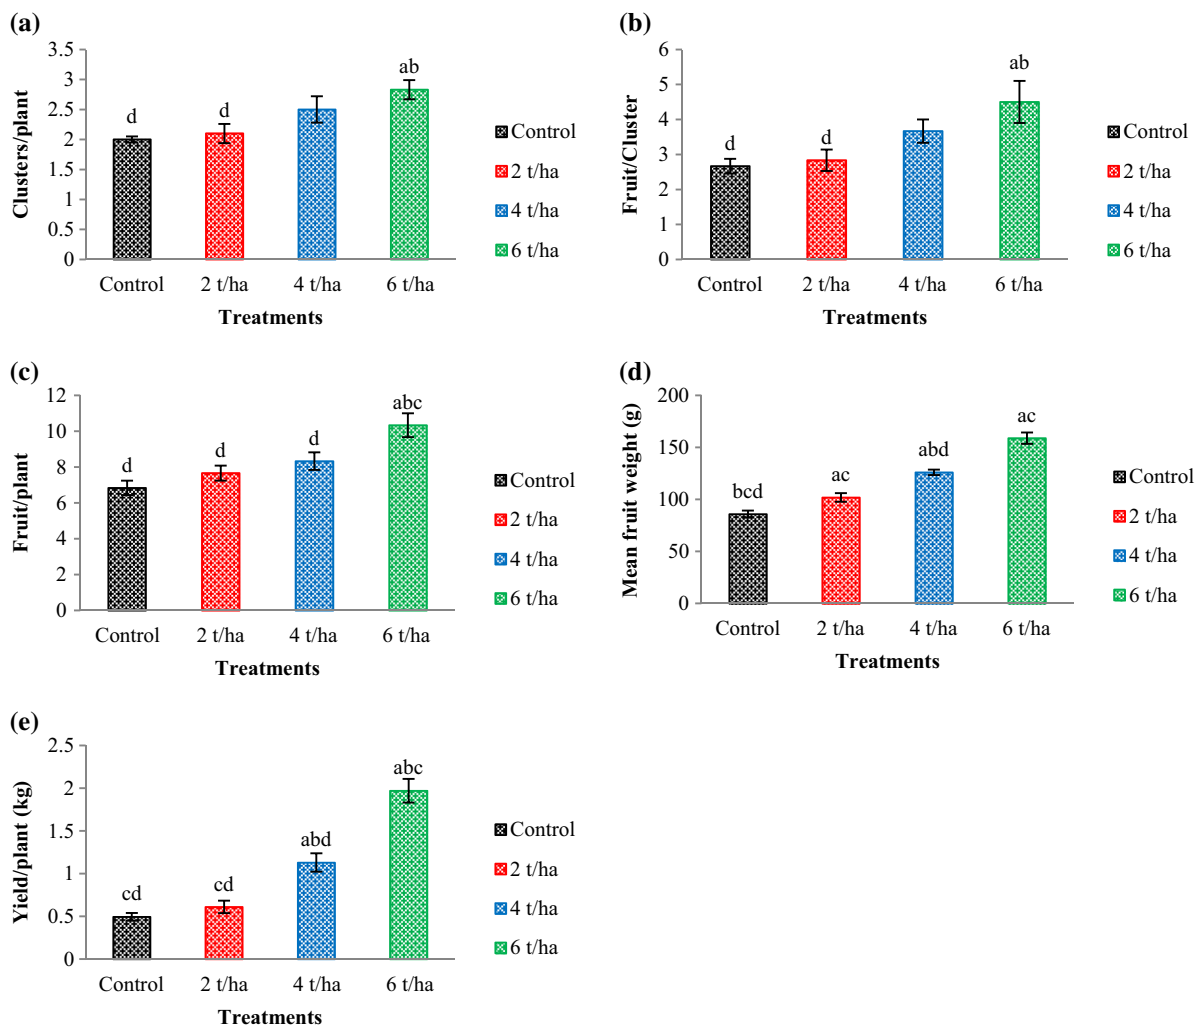 (a)
Clusters/plant
3.5
3
2.5
2
1.5
1
0.5
0
d
d
ab
Control
2 t/ha
4 t/ha
6 t/ha
Treatments
Control
2 t/ha
4 t/ha
6 t/ha
(b)
Fruit/Cluster
6
5
4
3
2
1
0
d
d
ab
Control
2 t/ha
4 t/ha
6 t/ha
Treatments
Control
2 t/ha
4 t/ha
6 t/ha
(c)
Fruit/plant
12
10
8
6
4
2
0
d
d
d
abc
Control
2 t/ha
4 t/ha
6 t/ha
Treatments
Control
2 t/ha
4 t/ha
6 t/ha
(d)
Mean fruit weight (g)
200
150
100
50
0
bcd
ac
abd
ac
Control
2 t/ha
4 t/ha
6 t/ha
Treatments
Control
2 t/ha
4 t/ha
6 t/ha
(e)
Yield/plant (kg)
2.5
2
1.5
1
0.5
0
cd
cd
abd
abc
Control
2 t/ha
4 t/ha
6 t/ha
Treatments
Control
2 t/ha
4 t/ha
6 t/ha